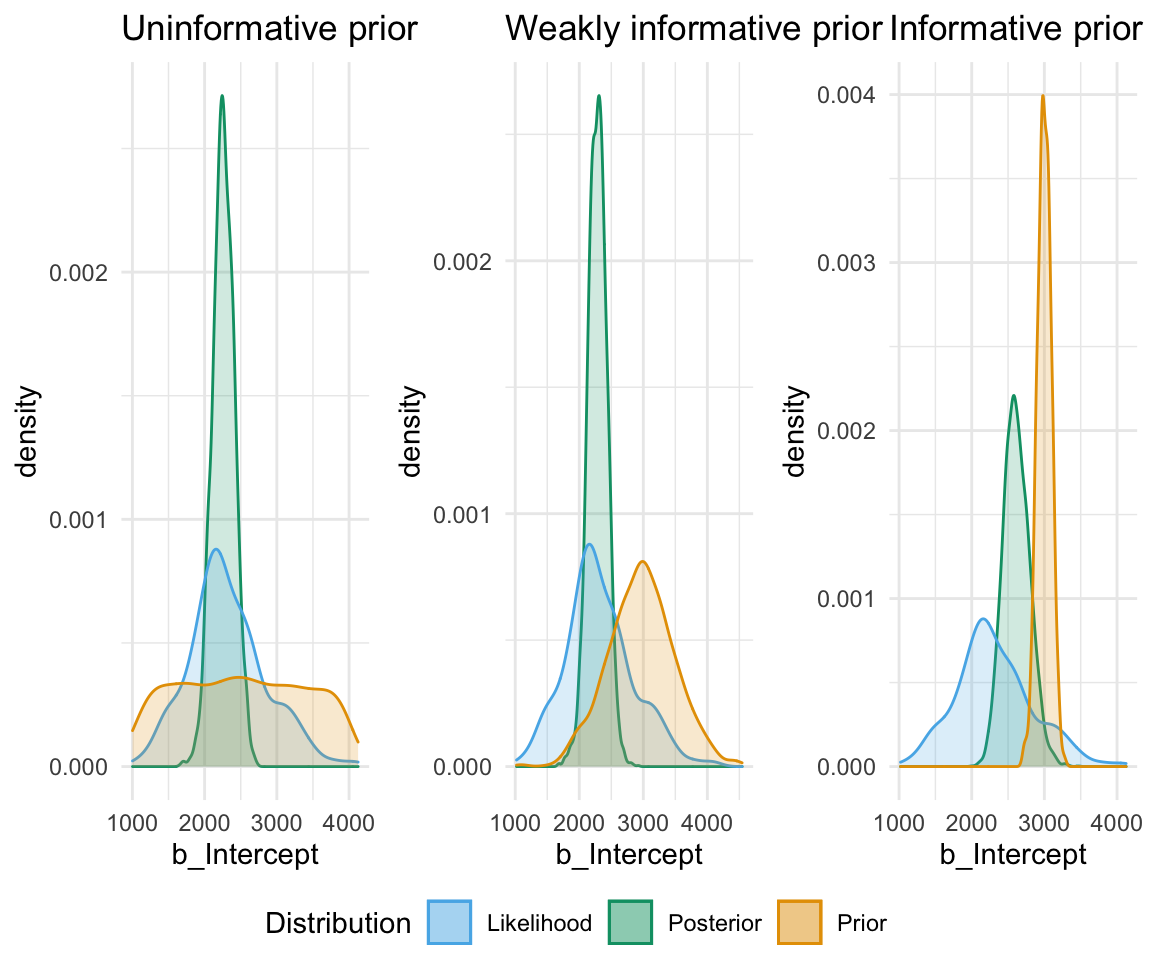 Uninformative prior
density
0.002
0.001
0.000
1000 2000 3000 4000
b_Intercept
Weakly informative prior
density
0.002
0.001
0.000
1000 2000 3000 4000
b_Intercept
Informative prior
density
0.004
0.003
0.002
0.001
0.000
1000 2000 3000 4000
b_Intercept
Distribution Likelihood Posterior Prior